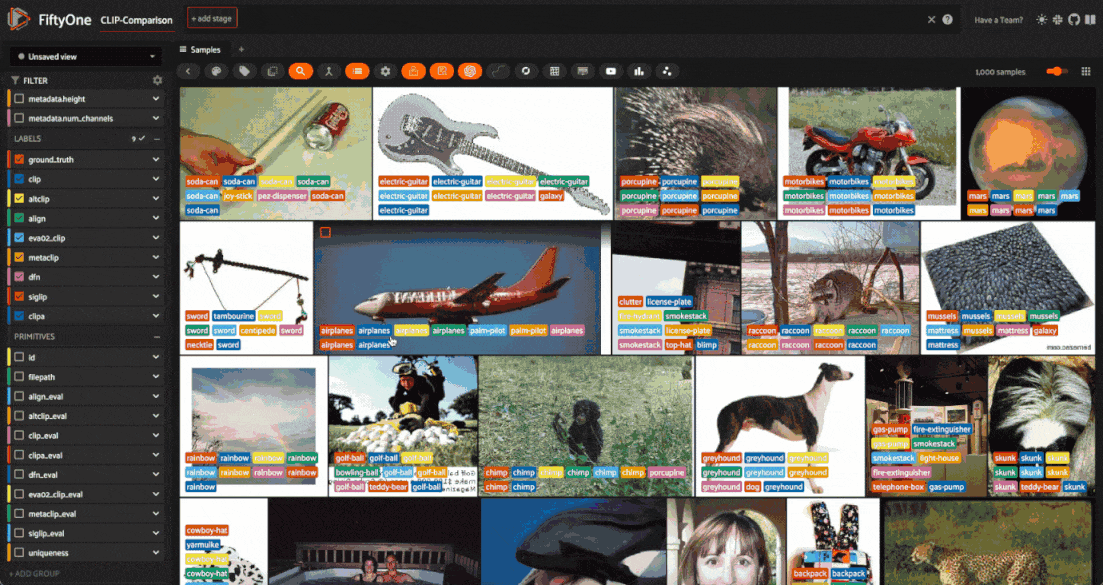 FiftyOne CLIP-Comparison + add stage Have a Team?
Unsaved view Samples +
FILTER 1,000 samples
metadata.height
metadata.num_channels
LABELS 9
ground_truth
clip
altclip
align
eva02_clip
metaclip
dfn
siglip
clipa
PRIMITIVES
id
filepath
align_eval
altclip_eval
clip_eval
clipa_eval
dfn_eval
eva02_clip_eval
metaclip_eval
siglip_eval
uniqueness
+ ADD GROUP
soda-can soda-can soda-can soda-can
soda-can joy-stick pez-dispenser soda-can
soda-can
electric-guitar electric-guitar electric-guitar electric-guitar
electric-guitar electric-guitar electric-guitar galaxy
electric-guitar
porcupine porcupine porcupine
porcupine porcupine porcupine
porcupine porcupine porcupine
motorbikes motorbikes motorbikes
motorbikes motorbikes motorbikes
motorbikes motorbikes motorbikes
mars mars mars mars mars
mars mars mars mars
sword tambourine sword
sword sword centipede sword
necktie sword
airplanes airplanes airplanes airplanes palm-pilot palm-pilot airplanes
airplanes airplanes
clutter license-plate
fire-hydrant smokestack
smokestack license-plate
smokestack top-hat blimp
raccoon raccoon raccoon raccoon raccoon
raccoon raccoon raccoon raccoon
mussels mussels mussels mussels
mattress mussels mattress galaxy
mattress
rainbow rainbow rainbow rainbow
rainbow rainbow rainbow rainbow
rainbow
golf-ball golf-ball golf-ball
bowling-ball golf-ball golf-ball
golf-ball teddy-bear golf-ball
chimp chimp chimp chimp chimp chimp porcupine
chimp chimp
greyhound greyhound greyhound
greyhound greyhound greyhound
greyhound dog greyhound
gas-pump fire-extinguisher
gas-pump smokestack
smokestack light-house
fire-extinguisher
telephone-box gas-pump
skunk skunk skunk
skunk skunk skunk
skunk teddy-bear skunk
cowboy-hat
yarmulke
cowboy-hat
cowboy-hat
backpack backpack